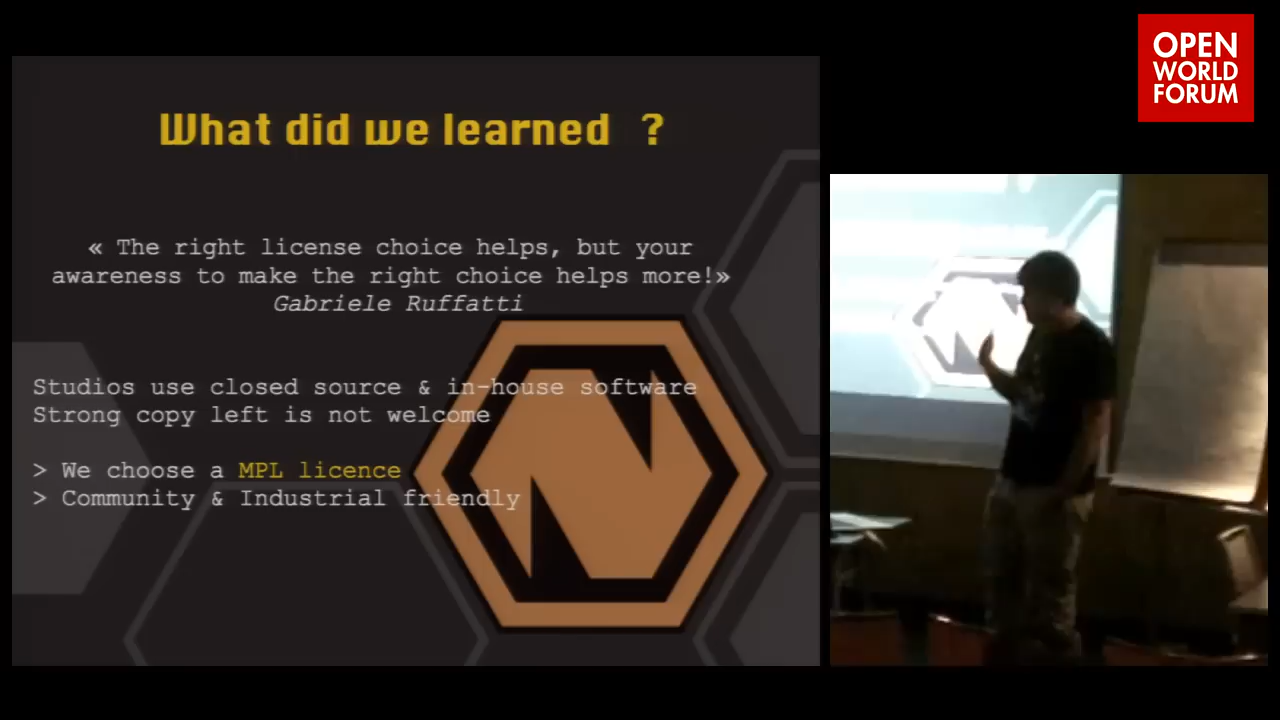 What did we learned ?
« The right license choice helps, but your
awareness to make the right choice helps more!»
Gabriele Ruffatti
Studios use closed source & in-house software
Strong copy left is not welcome
> We choose a MPL licence
> Community & Industrial friendly
OPEN
WORLD
FORUM